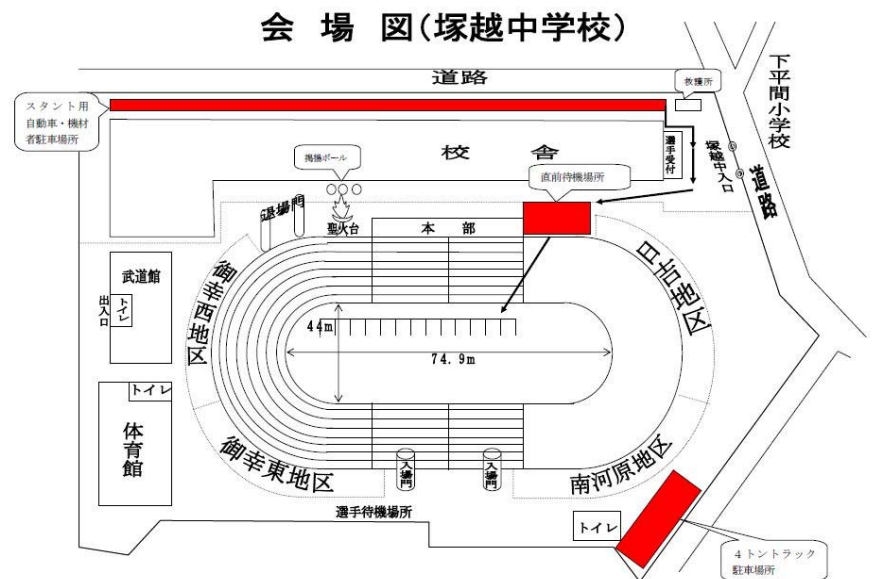 会場図(塚越中学校)
道路
救護所
下平間小学校
スタント用
自動車・機材
者駐車場所
校舎
選手受付
塚越中入口
道路
掲揚ポール
直前待機場所
退場門
聖火台
本部
日吉地区
御幸西地区
武道館
トイレ
出入口
44m
74.9m
トイレ
体育館
御幸東地区
入場門
入場門
南河原地区
選手待機場所
トイレ
4トントラック
駐車場所